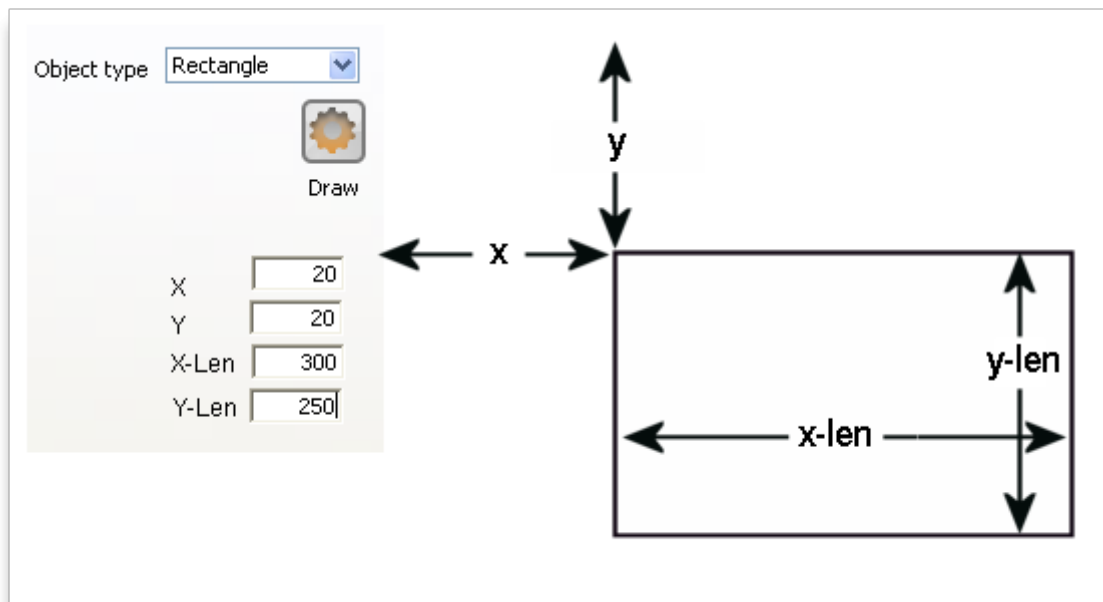 Object type Rectangle
Draw
X 20
Y 20
X-Len 300
Y-Len 250
y
x
y-len
x-len